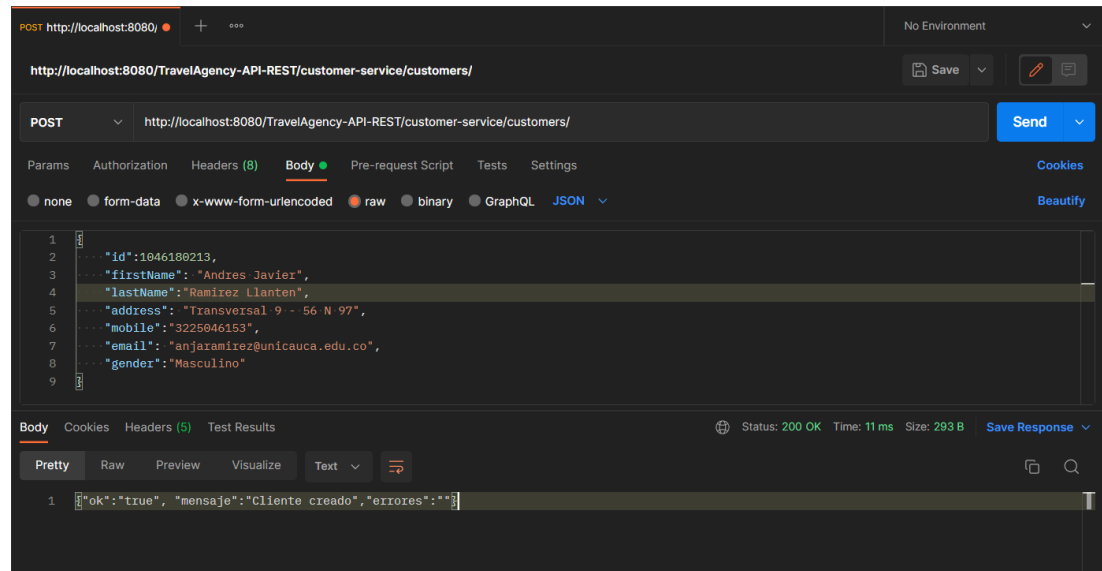 POST http://localhost:8080/ No Environment
http://localhost:8080/TravelAgency-API-REST/customer-service/customers/ Save
POST http://localhost:8080/TravelAgency-API-REST/customer-service/customers/ Send
Params Authorization Headers (8) Body Pre-request Script Tests Settings Cookies
none form-data x-www-form-urlencoded raw binary GraphQL JSON Beautify
1 {
2 "id":1046180213,
3 "firstName": "Andres Javier",
4 "lastName":"Ramírez Llanten",
5 "address": "Transversal 9 - 56 N 97",
6 "mobile":"3225046153",
7 "email": "anjaramirez@unicauca.edu.co",
8 "gender":"Masculino"
9 }
Body Cookies Headers (5) Test Results Status: 200 OK Time: 11 ms Size: 293 B Save Response
Pretty Raw Preview Visualize Text
1 {"ok":"true", "mensaje":"Cliente creado","errores":""}